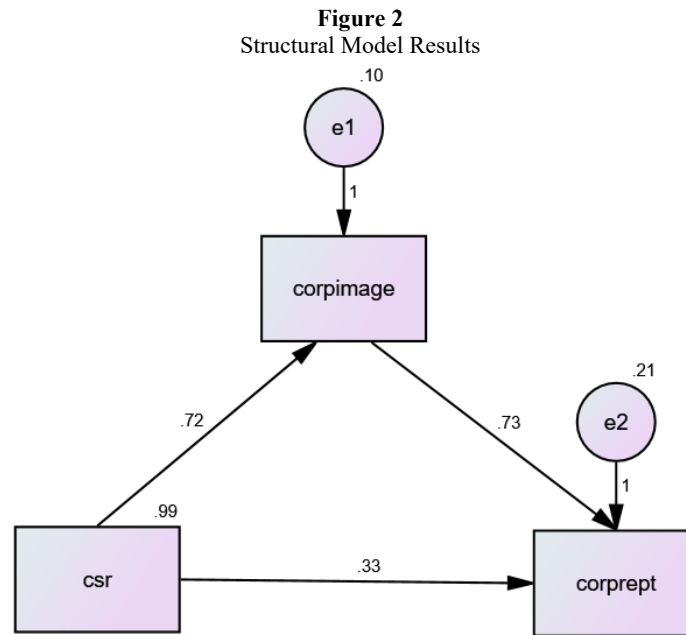 Figure 2
Structural Model Results
.10
e1
1
corpimage
.21
.72
.73
e2
1
.99
csr
.33
corprept